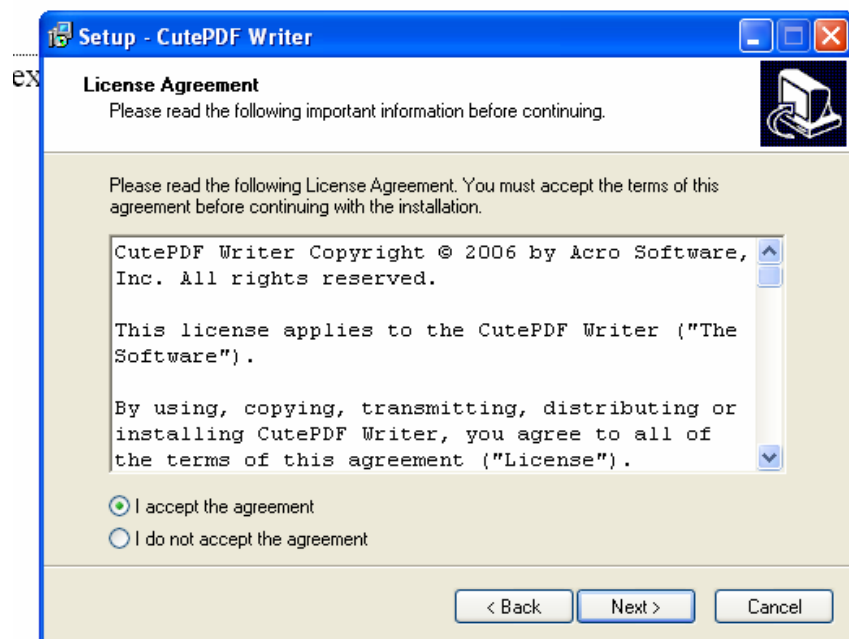 Setup - CutePDF Writer
ex
License Agreement
Please read the following important information before continuing.
Please read the following License Agreement. You must accept the terms of this
agreement before continuing with the installation.
CutePDF Writer Copyright © 2006 by Acro Software,
Inc. All rights reserved.
This license applies to the CutePDF Writer ("The
Software").
By using, copying, transmitting, distributing or
installing CutePDF Writer, you agree to all of
the terms of this agreement ("License").
I accept the agreement
I do not accept the agreement
< Back Next > Cancel